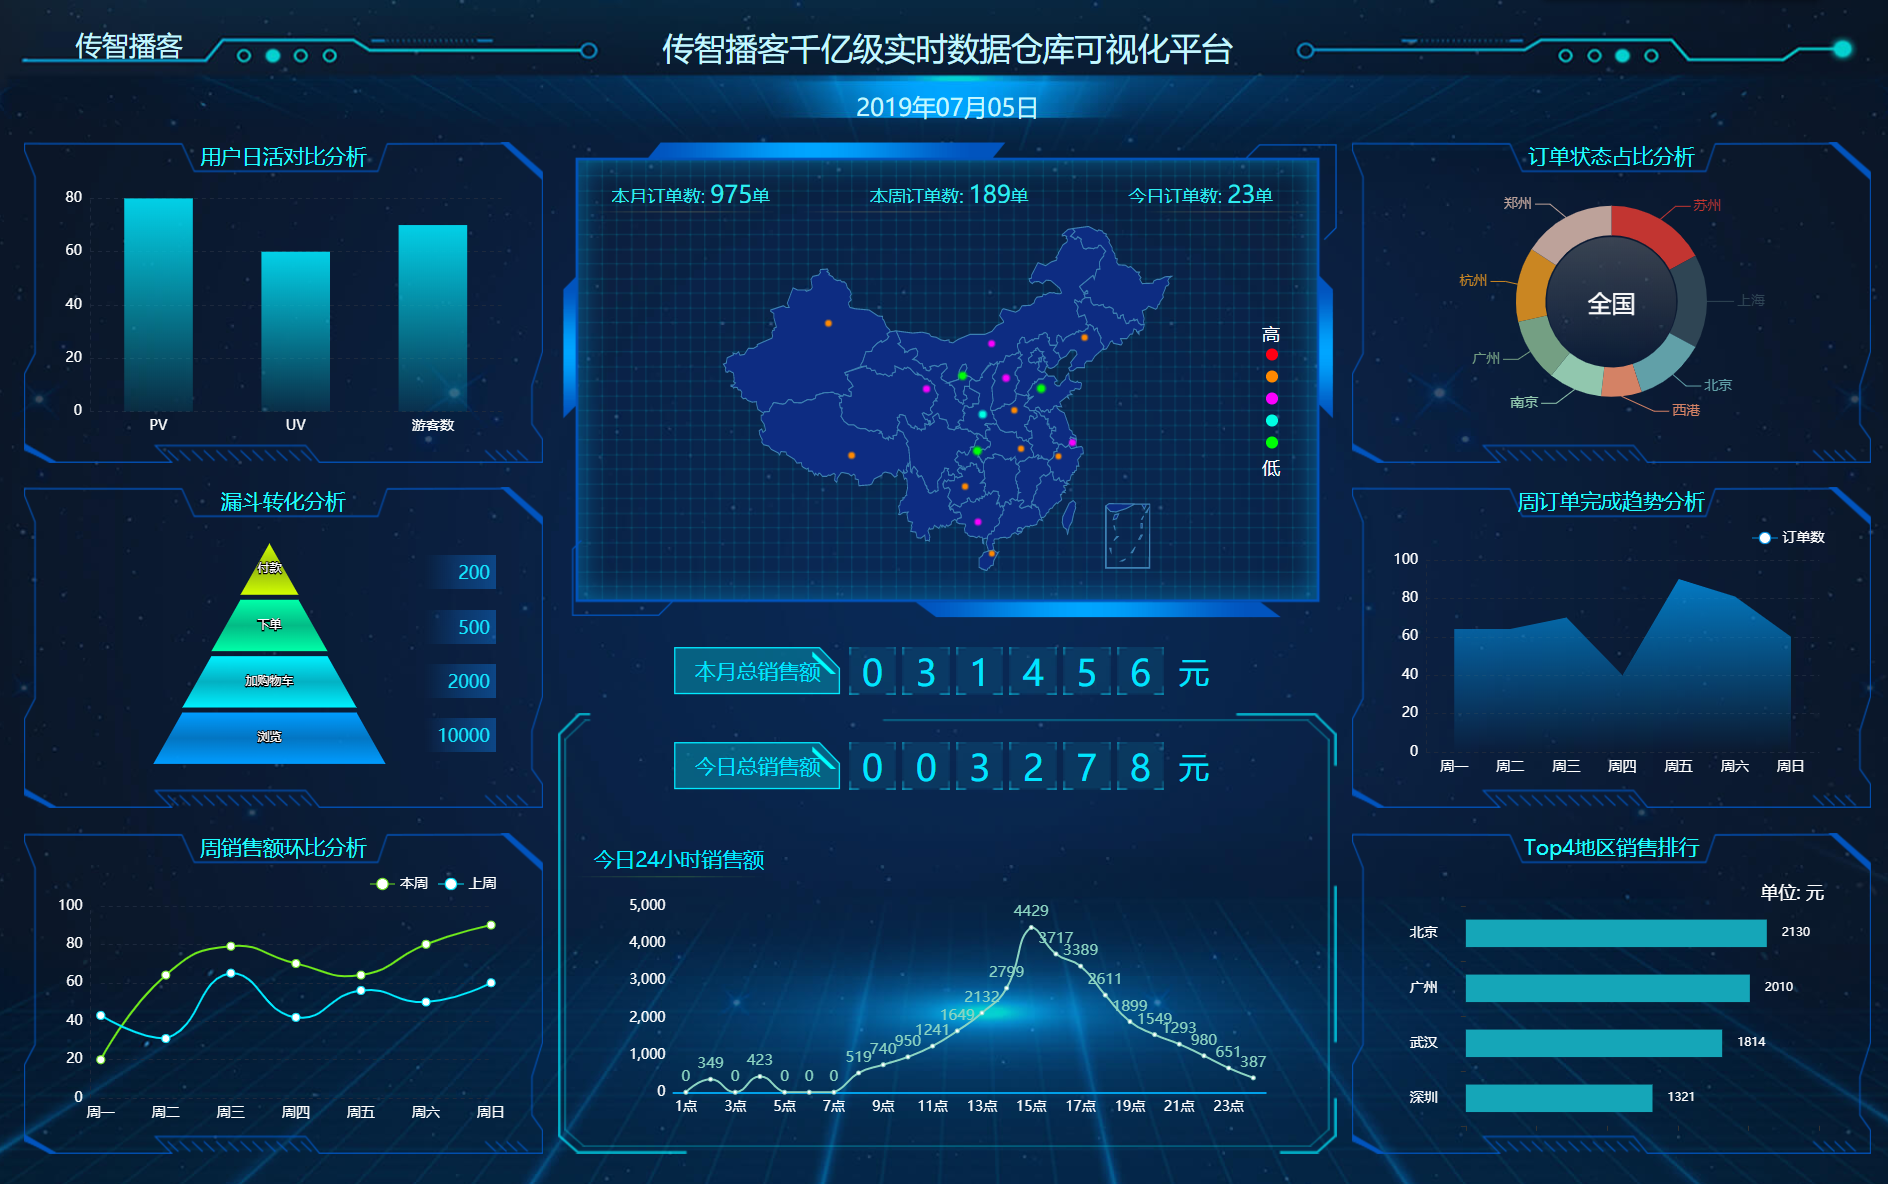 传智播客
传智播客千亿级实时数据仓库可视化平台
2019年07月05日
用户日活对比分析
80
60
40
20
0
PV
UV
游客数
漏斗转化分析
付款
200
下单
500
加购物车
2000
浏览
10000
周销售额环比分析
本周
上周
100
80
60
40
20
0
周一
周二
周三
周四
周五
周六
周日
本月订单数: 975单
本周订单数: 189单
今日订单数: 23单
高
低
本月总销售额
0 3 1 4 5 6 元
今日总销售额
0 0 3 2 7 8 元
今日24小时销售额
5,000
4,000
3,000
2,000
1,000
0
0
349
0
423
0
0
0
519
740
950
1241
1649
2132
2799
4429
3717
3389
2611
1899
1549
1293
980
651
387
1点
3点
5点
7点
9点
11点
13点
15点
17点
19点
21点
23点
订单状态占比分析
郑州
苏州
杭州
全国
上海
广州
北京
南京
西港
周订单完成趋势分析
订单数
100
80
60
40
20
0
周一
周二
周三
周四
周五
周六
周日
Top4地区销售排行
单位: 元
北京
2130
广州
2010
武汉
1814
深圳
1321